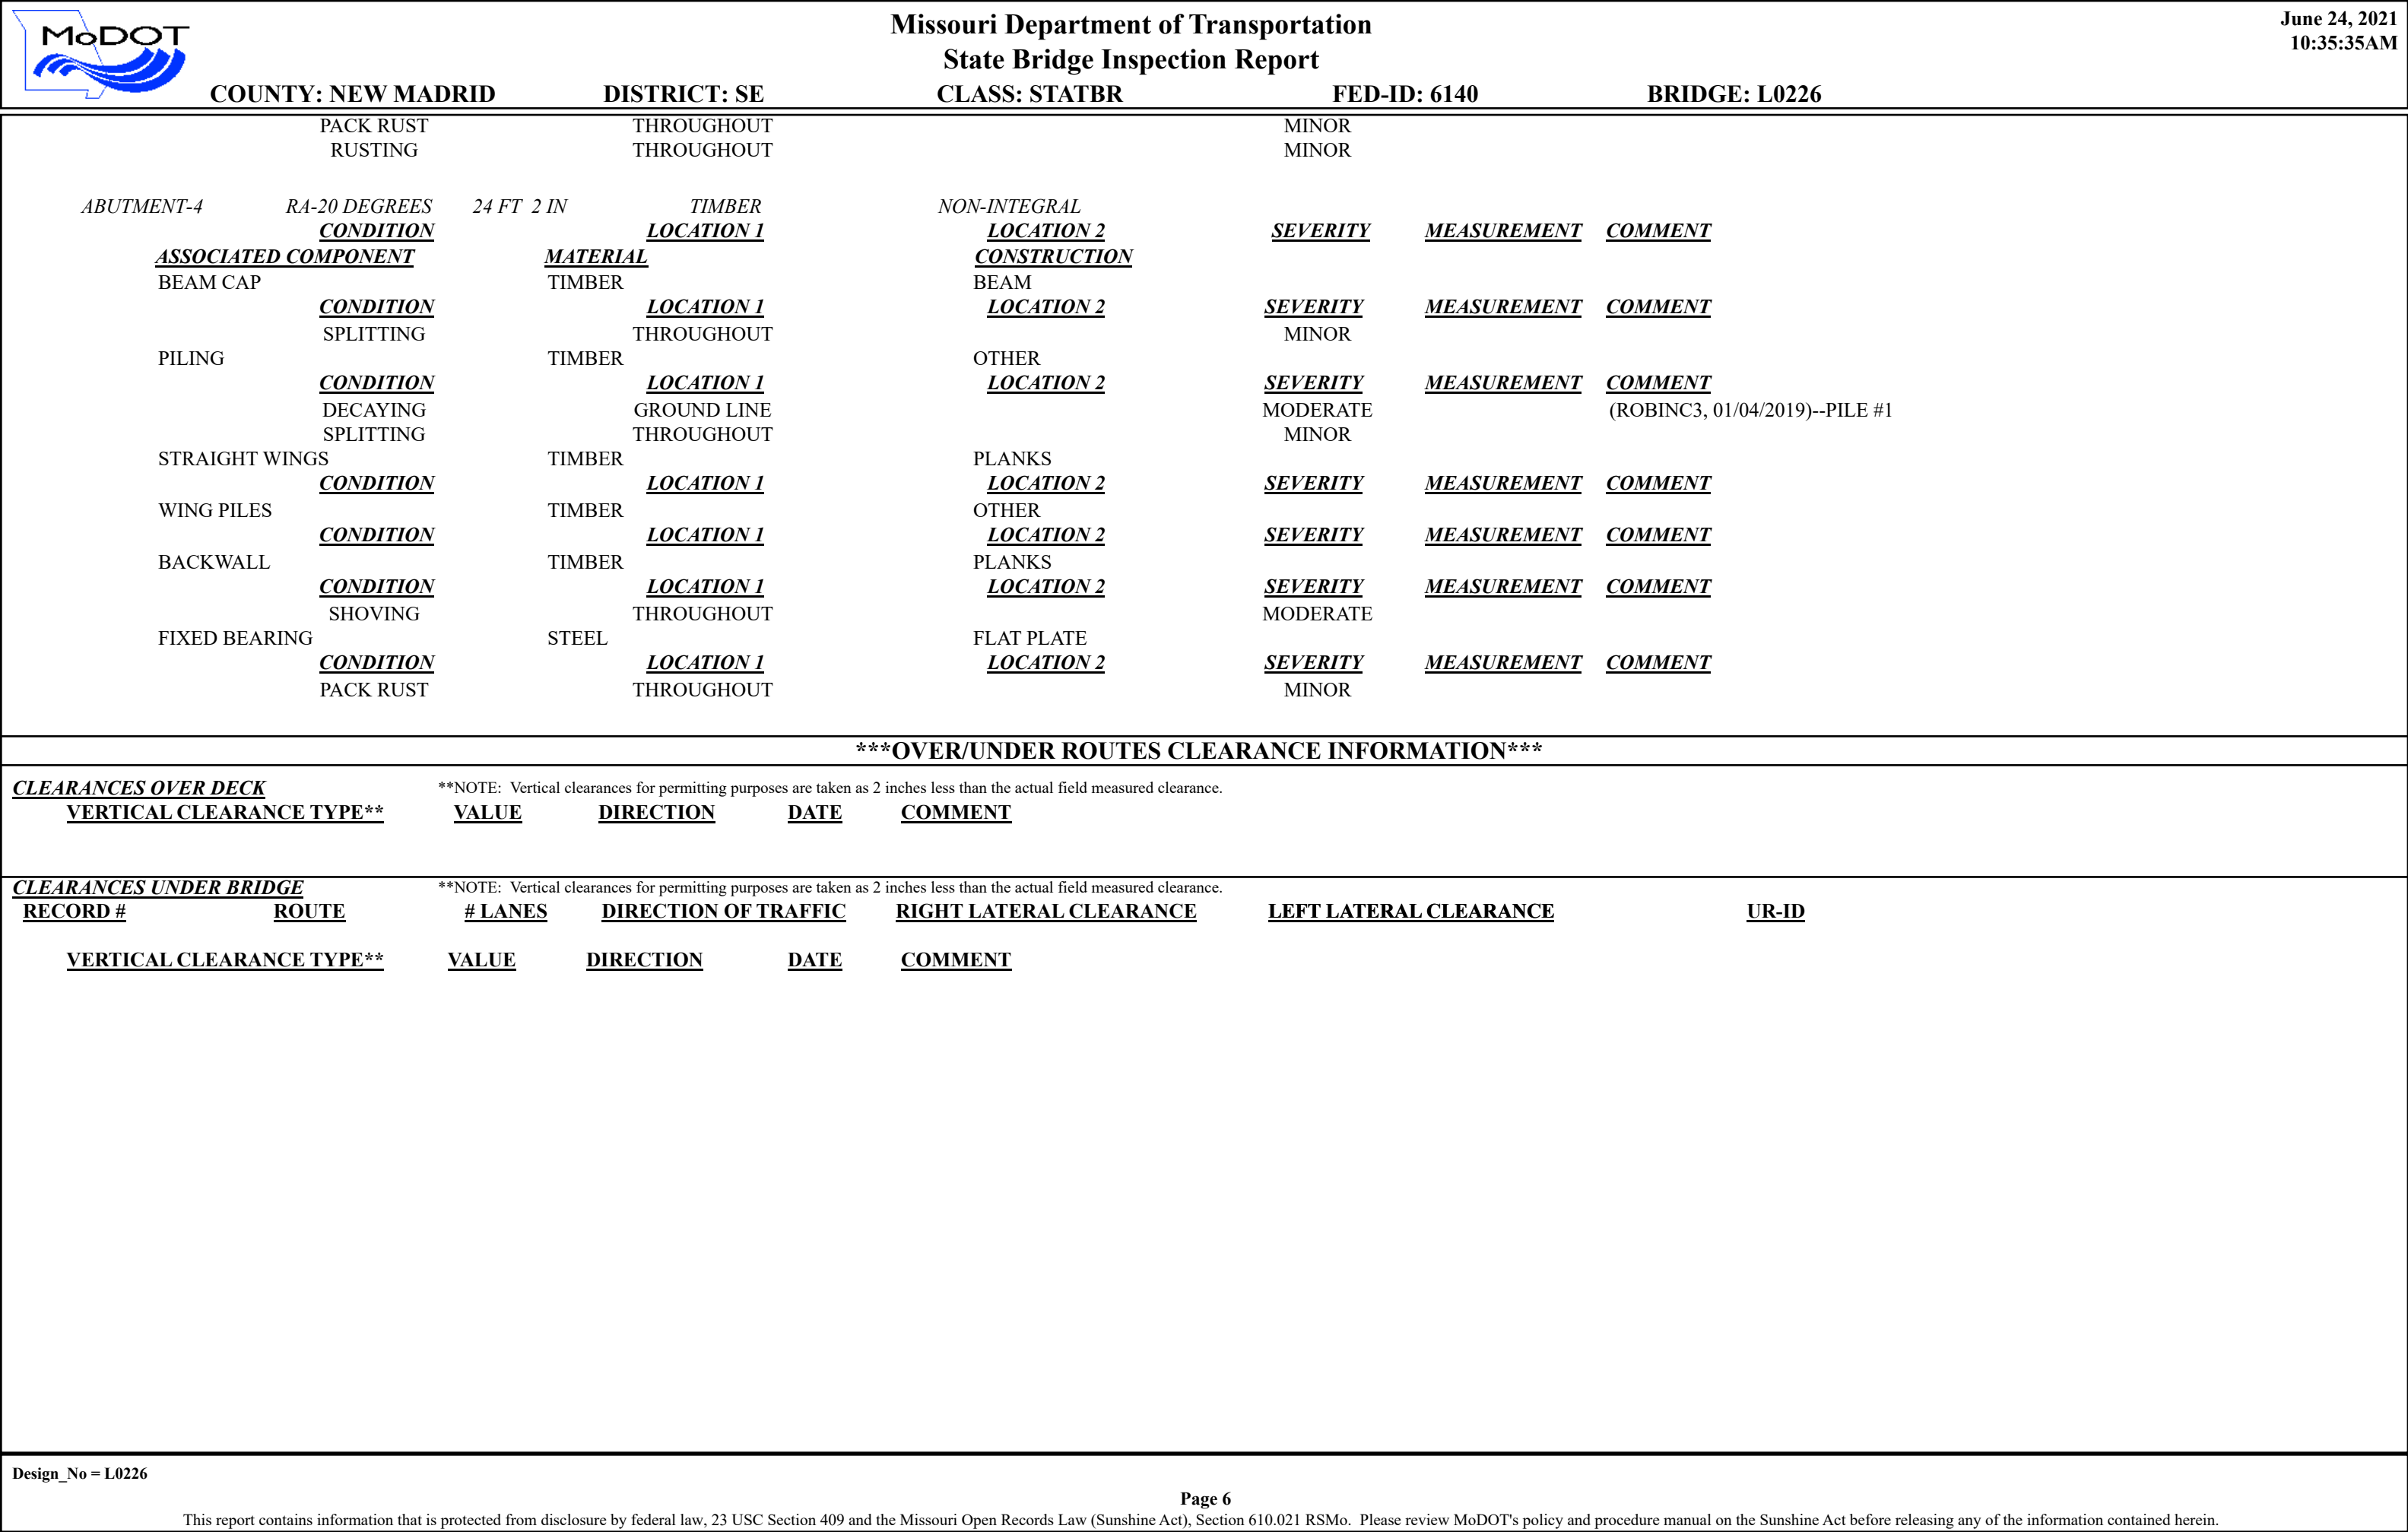 MoDOT
Missouri Department of Transportation
State Bridge Inspection Report
June 24, 2021
10:35:35AM
COUNTY: NEW MADRID DISTRICT: SE CLASS: STATBR FED-ID: 6140 BRIDGE: L0226
PACK RUST THROUGHOUT MINOR
RUSTING THROUGHOUT MINOR
ABUTMENT-4 RA-20 DEGREES 24 FT 2 IN TIMBER NON-INTEGRAL
CONDITION LOCATION 1 LOCATION 2 SEVERITY MEASUREMENT COMMENT
ASSOCIATED COMPONENT MATERIAL CONSTRUCTION
BEAM CAP TIMBER BEAM
CONDITION LOCATION 1 LOCATION 2 SEVERITY MEASUREMENT COMMENT
SPLITTING THROUGHOUT MINOR
PILING TIMBER OTHER
CONDITION LOCATION 1 LOCATION 2 SEVERITY MEASUREMENT COMMENT
DECAYING GROUND LINE MODERATE (ROBINC3, 01/04/2019)--PILE #1
SPLITTING THROUGHOUT MINOR
STRAIGHT WINGS TIMBER PLANKS
CONDITION LOCATION 1 LOCATION 2 SEVERITY MEASUREMENT COMMENT
WING PILES TIMBER OTHER
CONDITION LOCATION 1 LOCATION 2 SEVERITY MEASUREMENT COMMENT
BACKWALL TIMBER PLANKS
CONDITION LOCATION 1 LOCATION 2 SEVERITY MEASUREMENT COMMENT
SHOVING THROUGHOUT MODERATE
FIXED BEARING STEEL FLAT PLATE
CONDITION LOCATION 1 LOCATION 2 SEVERITY MEASUREMENT COMMENT
PACK RUST THROUGHOUT MINOR
***OVER/UNDER ROUTES CLEARANCE INFORMATION***
CLEARANCES OVER DECK **NOTE: Vertical clearances for permitting purposes are taken as 2 inches less than the actual field measured clearance.
VERTICAL CLEARANCE TYPE** VALUE DIRECTION DATE COMMENT
CLEARANCES UNDER BRIDGE **NOTE: Vertical clearances for permitting purposes are taken as 2 inches less than the actual field measured clearance.
RECORD # ROUTE # LANES DIRECTION OF TRAFFIC RIGHT LATERAL CLEARANCE LEFT LATERAL CLEARANCE UR-ID
VERTICAL CLEARANCE TYPE** VALUE DIRECTION DATE COMMENT
Design_No = L0226
Page 6
This report contains information that is protected from disclosure by federal law, 23 USC Section 409 and the Missouri Open Records Law (Sunshine Act), Section 610.021 RSMo. Please review MoDOT's policy and procedure manual on the Sunshine Act before releasing any of the information contained herein.